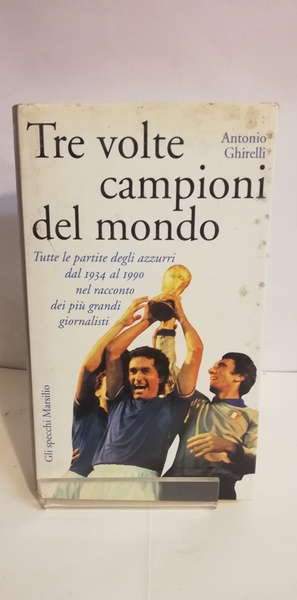 Antonio
Ghirelli
Tre volte
campioni
del mondo
Tutte le partite degli azzurri
dal 1934 al 1990
nel racconto
dei più grandi
giornalisti
Gli specchi Marsilio